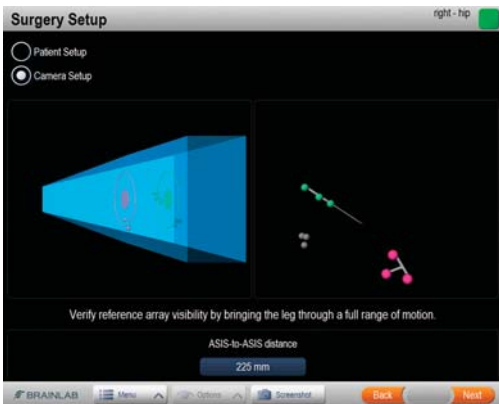 Surgery Setup
right - hip
Patient Setup
Camera Setup
Verify reference array visibility by bringing the leg through a full range of motion.
ASIS-to-ASIS distance
225 mm
BRAINLAB Menu Options Screenshot Back Next